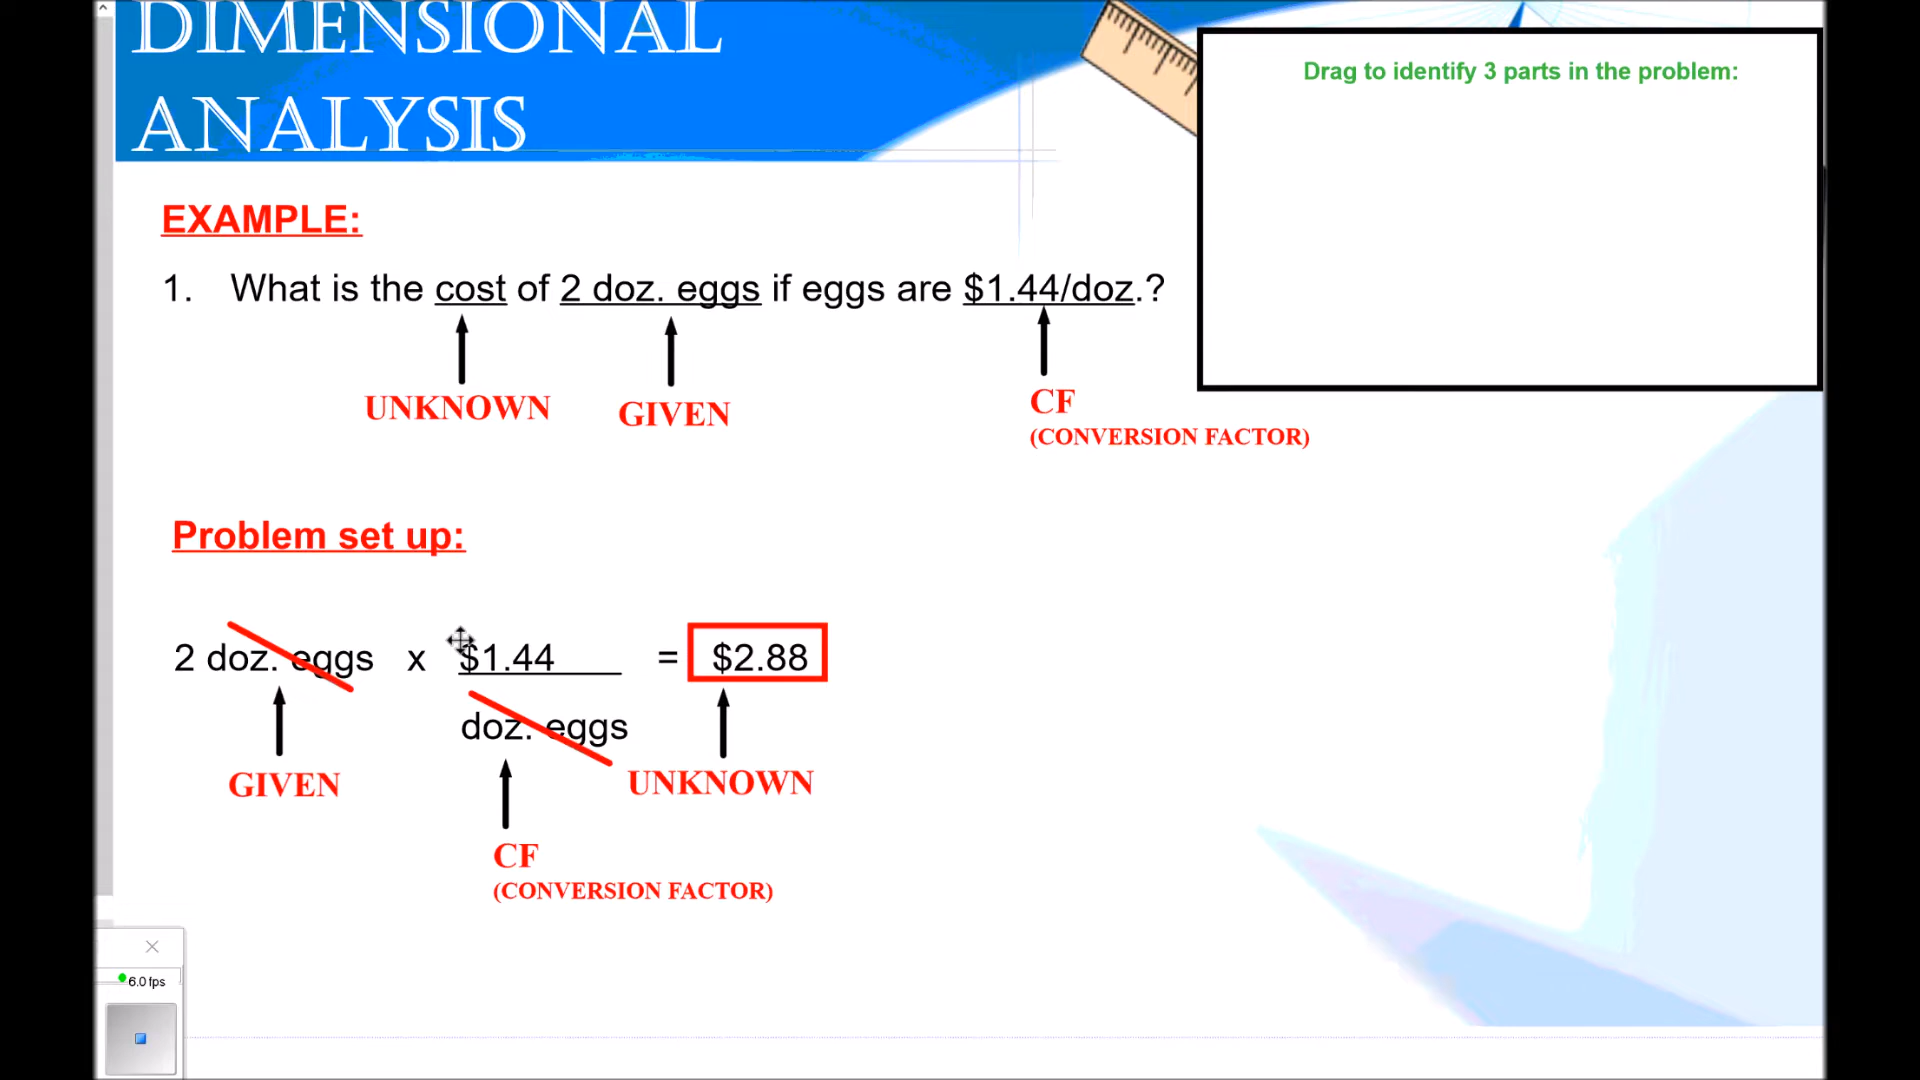 DIMENSIONAL
ANALYSIS
Drag to identify 3 parts in the problem:
EXAMPLE:
1. What is the cost of 2 doz. eggs if eggs are $1.44/doz.?
UNKNOWN GIVEN CF
(CONVERSION FACTOR)
Problem set up:
2 doz. eggs x $1.44 = $2.88
doz. eggs
GIVEN UNKNOWN
CF
(CONVERSION FACTOR)
6.0 fps